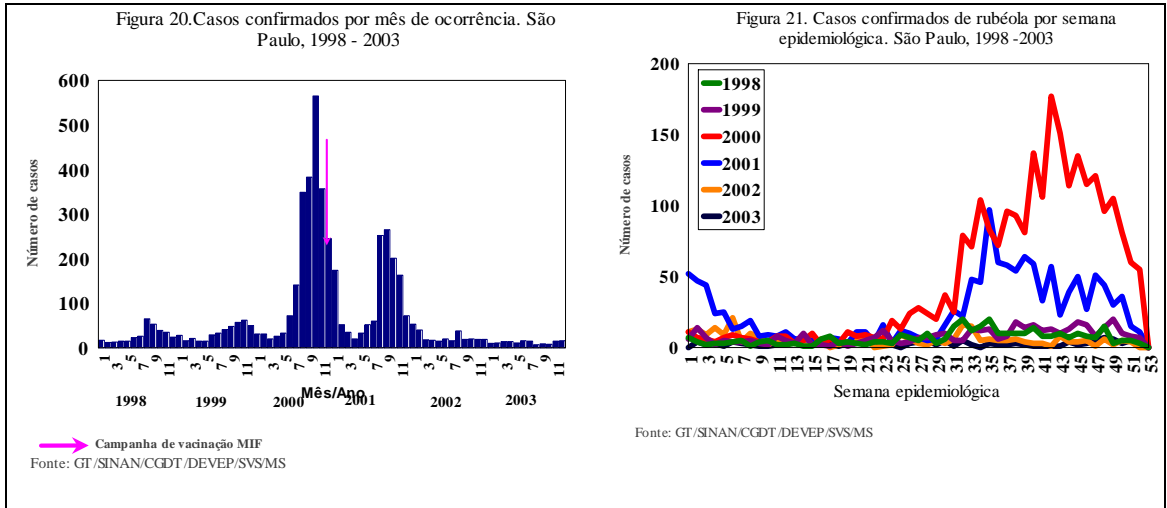 Figura 20.Casos confirmados por mês de ocorrência. São
Paulo, 1998 - 2003
Número de casos
600
500
400
300
200
100
0
1 3 5 7 9 11 1 3 5 7 9 11 1 3 5 7 9 11 1 3 5 7 9 11 1 3 5 7 9 11 1 3 5 7 9 11
Mês/Ano
1998 1999 2000 2001 2002 2003
Campanha de vacinação MIF
Fonte: GT/SINAN/CGDT/DEVEP/SVS/MS
Figura 21. Casos confirmados de rubéola por semana
epidemiológica. São Paulo, 1998 -2003
Número de casos
200
150
100
50
0
1998
1999
2000
2001
2002
2003
1 3 5 7 9 11 13 15 17 19 21 23 25 27 29 31 33 35 37 39 41 43 45 47 49 51 53
Semana epidemiológica
Fonte: GT/SINAN/CGDT/DEVEP/SVS/MS